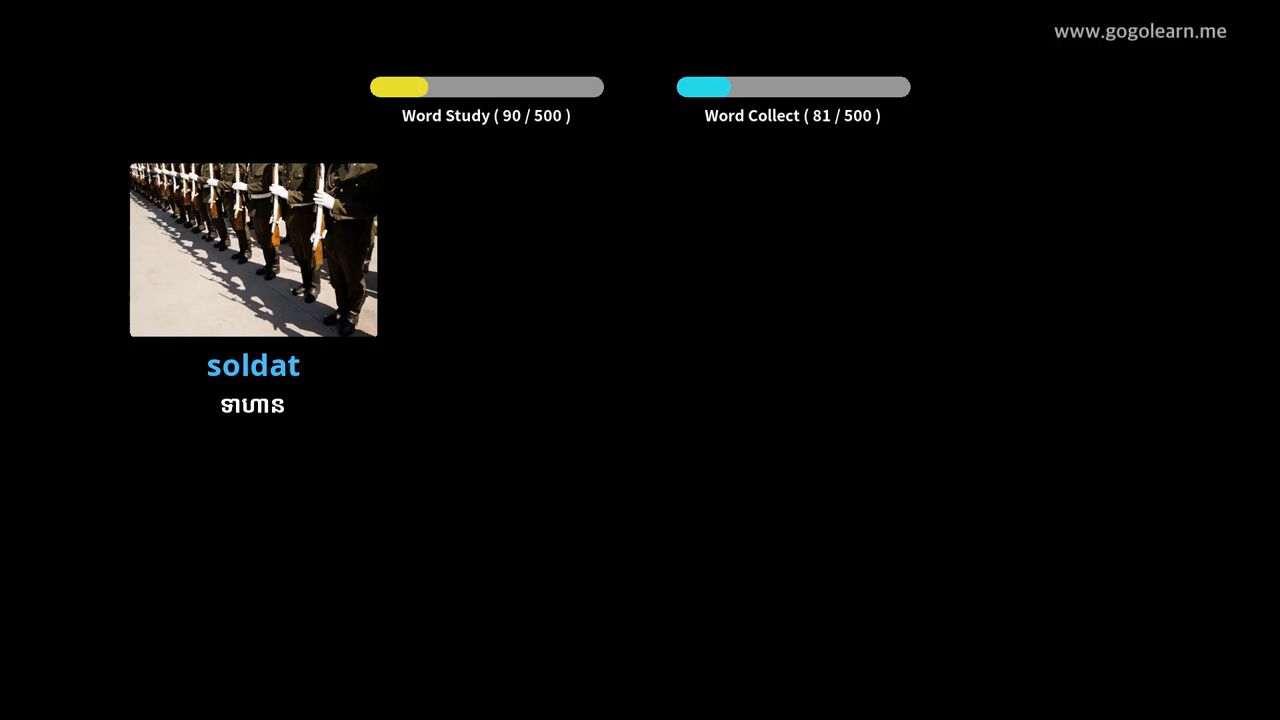 www.gogolearn.me
Word Study ( 90 / 500 )
Word Collect ( 81 / 500 )
soldat
ទាហាន